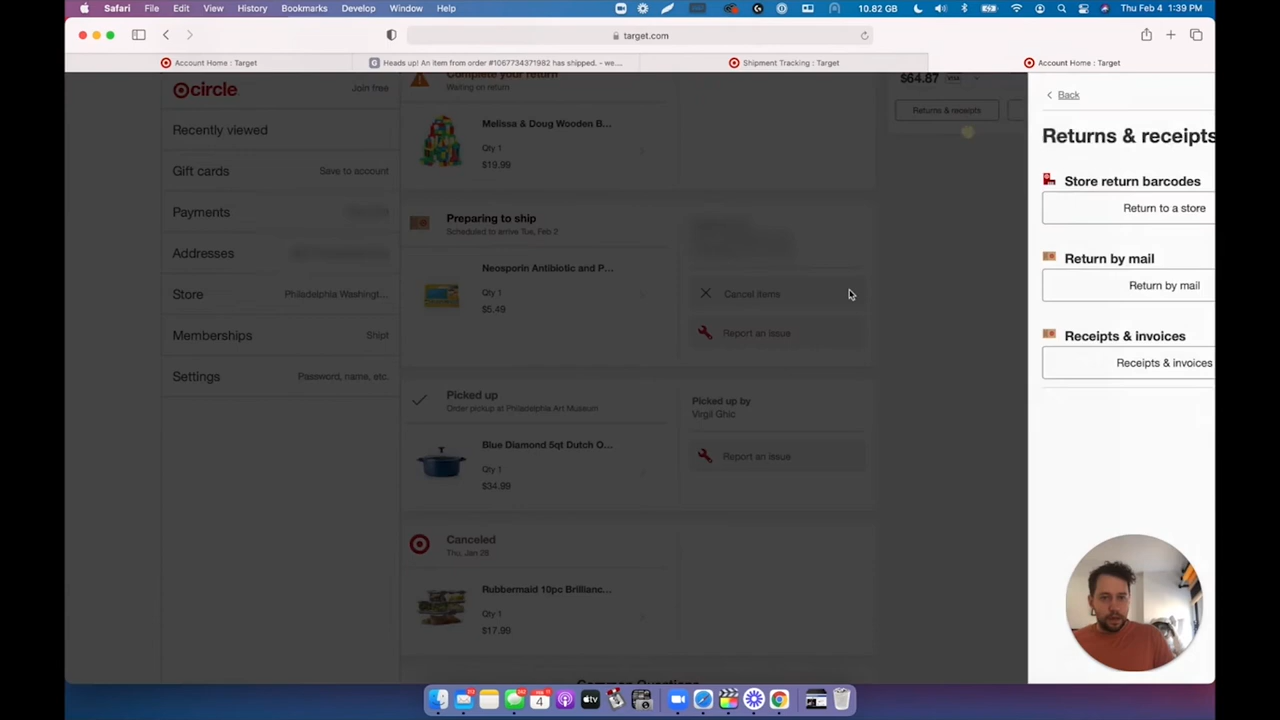 Safari File Edit View History Bookmarks Develop Window Help 10.82 GB Thu Feb 4 1:39 PM
target.com
Account Home : Target
Heads up! An item from order #1067734371982 has shipped. - we....
Shipment Tracking : Target
Account Home : Target
circle Join free
Recently viewed
Gift cards Save to account
Payments
Addresses
Store Philadelphia Washingt...
Memberships Shipt
Settings Password, name, etc.
Complete your return
Waiting on return
Melissa & Doug Wooden B...
Qty 1
$19.99
Preparing to ship
Scheduled to arrive Tue, Feb 2
Neosporin Antibiotic and P...
Qty 1
$5.49
Cancel items
Report an issue
Picked up
Order pickup at Philadelphia Art Museum
Blue Diamond 5qt Dutch O...
Qty 1
$34.99
Picked up by
Virgil Ghic
Report an issue
Canceled
Thu, Jan 28
Rubbermaid 10pc Brillianc...
Qty 1
$17.99
Common Questions
$64.87 VISA
Returns & receipts
Back
Returns & receipts
Store return barcodes
Return to a store
Return by mail
Return by mail
Receipts & invoices
Receipts & invoices